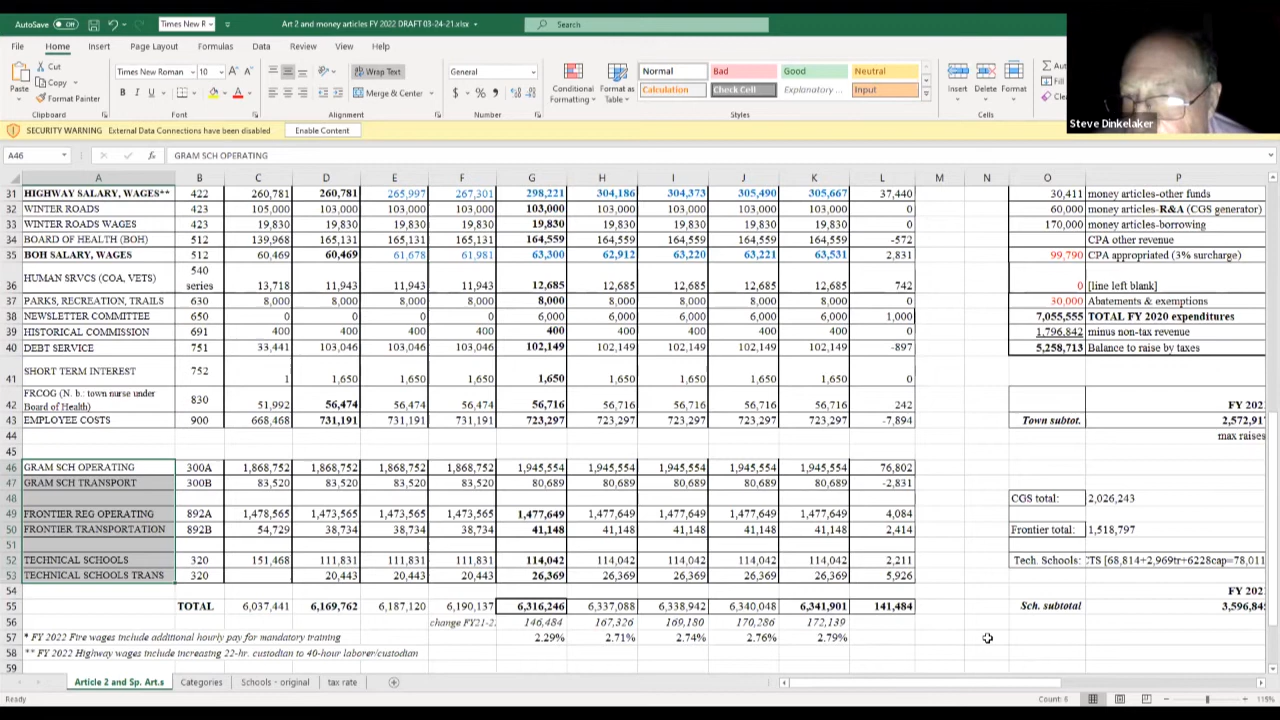 AutoSave Off Times New R Art 2 and money articles FY 2022 DRAFT 03-24-21.xlsx Search
File Home Insert Page Layout Formulas Data Review View Help
Paste Cut Copy Format Painter Times New Roman 10 Wrap Text Merge & Center General Conditional Formatting Format as Table Normal Bad Good Neutral Calculation Check Cell Explanatory ... Input Insert Delete Format Fill
Clipboard Font Alignment Number Styles Cells
Steve Dinkelaker
SECURITY WARNING External Data Connections have been disabled Enable Content
A46 fx GRAM SCH OPERATING
A B C D E F G H I J K L M N O P
31 HIGHWAY SALARY, WAGES** 422 260,781 260,781 265,997 267,301 298,221 304,186 304,373 305,490 305,667 37,440 30,411 money articles-other funds
32 WINTER ROADS 423 105,000 103,000 103,000 103,000 103,000 103,000 103,000 103,000 103,000 0 60,000 money articles-R&A (CGS generator)
33 WINTER ROADS WAGES 423 19,830 19,830 19,830 19,830 19,830 19,830 19,830 19,830 19,830 0 170,000 money articles-borrowing
34 BOARD OF HEALTH (BOH) 512 139,968 165,131 165,131 165,131 164,559 164,559 164,559 164,559 164,559 -572 CPA other revenue
35 BOH SALARY, WAGES 512 60,469 60,469 61,678 61,981 63,300 62,912 63,220 63,221 63,531 2,831 99,790 CPA appropriated (3% surcharge)
36 HUMAN SRVCS (COA, VETS) 540 series 13,718 11,943 11,943 11,943 12,685 12,685 12,685 12,685 12,685 742 0 [line left blank]
37 PARKS, RECREATION, TRAILS 630 8,000 8,000 8,000 8,000 8,000 8,000 8,000 8,000 8,000 0 30,000 Abatements & exemptions
38 NEWSLETTER COMMITTEE 650 0 0 0 0 6,000 6,000 6,000 6,000 6,000 1,000 7,055,555 TOTAL FY 2020 expenditures
39 HISTORICAL COMMISSION 691 400 400 400 400 400 400 400 400 400 0 1,796,842 minus non-tax revenue
40 DEBT SERVICE 751 33,441 103,046 103,046 103,046 102,149 102,149 102,149 102,149 102,149 -897 5,258,713 Balance to raise by taxes
41 SHORT TERM INTEREST 752 1 1,650 1,650 1,650 1,650 1,650 1,650 1,650 1,650 0
42 FRCOG (N. b.: town nurse under Board of Health) 830 51,992 56,474 56,474 56,474 56,716 56,716 56,716 56,716 56,716 242 FY 202
43 EMPLOYEE COSTS 900 668,468 731,191 731,191 731,191 723,297 723,297 723,297 723,297 723,297 -7,894 Town subtot. 2,572,91
44 max raises
45
46 GRAM SCH OPERATING 300A 1,868,752 1,868,752 1,868,752 1,868,752 1,945,554 1,945,554 1,945,554 1,945,554 1,945,554 76,802
47 GRAM SCH TRANSPORT 300B 83,520 83,520 83,520 83,520 80,689 80,689 80,689 80,689 80,689 -2,831
48 CGS total: 2,026,243
49 FRONTIER REG OPERATING 892A 1,478,565 1,473,565 1,473,565 1,473,565 1,477,649 1,477,649 1,477,649 1,477,649 1,477,649 4,084
50 FRONTIER TRANSPORTATION 892B 54,729 38,734 38,734 38,734 41,148 41,148 41,148 41,148 41,148 2,414 Frontier total: 1,518,797
51
52 TECHNICAL SCHOOLS 320 151,468 111,831 111,831 111,831 114,042 114,042 114,042 114,042 114,042 2,211 Tech. Schools: CTS [68,814+2,969tr+6228cap=78,011
53 TECHNICAL SCHOOLS TRANS 320 20,443 20,443 20,443 26,369 26,369 26,369 26,369 26,369 5,926
54 FY 202
55 TOTAL 6,037,441 6,169,762 6,187,120 6,190,137 6,316,246 6,337,088 6,338,942 6,340,048 6,341,901 141,484 Sch. subtotal 3,596,84
56 change FY21-2 146,484 167,326 169,180 170,286 172,139
57 * FY 2022 Fire wages include additional hourly pay for mandatory training 2.29% 2.71% 2.74% 2.76% 2.79%
58 ** FY 2022 Highway wages include increasing 22-hr. custodian to 40-hour laborer/custodian
59
Article 2 and Sp. Art.s Categories Schools - original tax rate
Ready Count: 6 115%